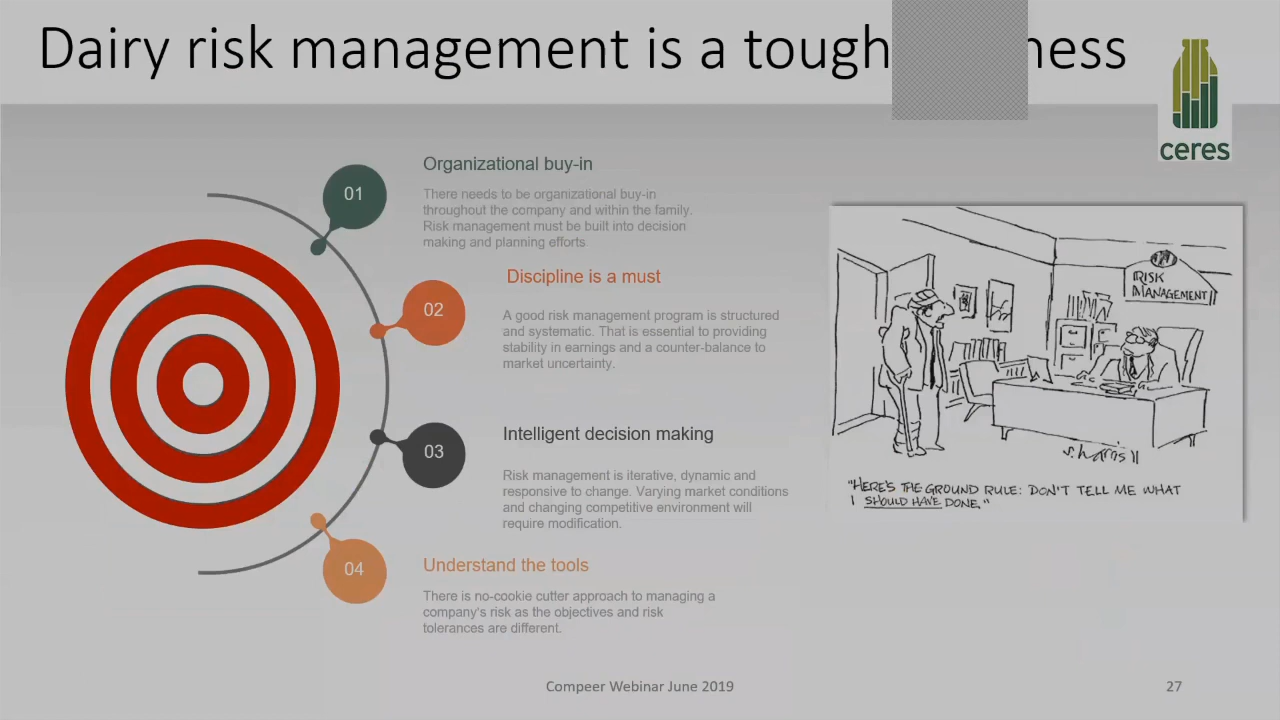 Dairy risk management is a tough ness
ceres
01
Organizational buy-in
There needs to be organizational buy-in
throughout the company and within the family.
Risk management must be built into decision
making and planning efforts
02
Discipline is a must
A good risk management program is structured
and systematic. That is essential to providing
stability in earnings and a counter-balance to
market uncertainty.
03
Intelligent decision making
Risk management is iterative, dynamic and
responsive to change. Varying market conditions
and changing competitive environment will
require modification.
04
Understand the tools
There is no-cookie cutter approach to managing a
company's risk as the objectives and risk
tolerances are different.
RISK
MANAGEMENT
S. harris
"HERE'S THE GROUND RULE: DON'T TELL ME WHAT
I SHOULD HAVE DONE."
Compeer Webinar June 2019
27